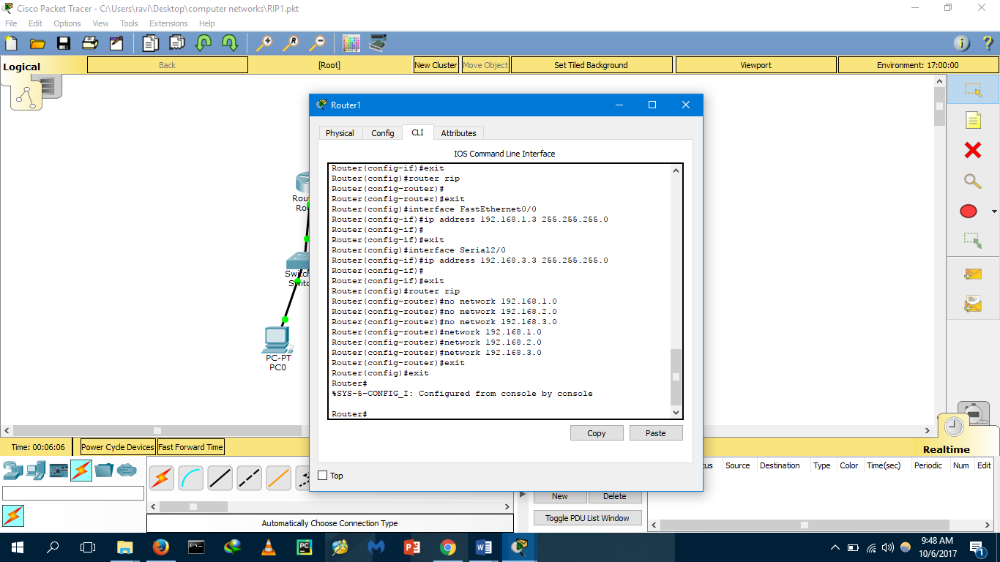 Cisco Packet Tracer - C:\Users\ravi\Desktop\computer networks\RIP1.pkt
File Edit Options View Tools Extensions Help
Logical
Back
[Root]
New Cluster
Move Object
Set Tiled Background
Viewport
Environment: 17:00:00
Router1
Physical Config CLI Attributes
IOS Command Line Interface
Router(config-if)#exit
Router(config)#router rip
Router(config-router)#
Router(config-router)#exit
Router(config)#interface FastEthernet0/0
Router(config-if)#ip address 192.168.1.3 255.255.255.0
Router(config-if)#
Router(config-if)#exit
Router(config)#interface Serial2/0
Router(config-if)#ip address 192.168.3.3 255.255.255.0
Router(config-if)#
Router(config-if)#exit
Router(config)#router rip
Router(config-router)#no network 192.168.1.0
Router(config-router)#no network 192.168.2.0
Router(config-router)#no network 192.168.3.0
Router(config-router)#network 192.168.1.0
Router(config-router)#network 192.168.2.0
Router(config-router)#network 192.168.3.0
Router(config-router)#exit
Router(config)#exit
Router#
%SYS-5-CONFIG_I: Configured from console by console
Router#
Copy
Paste
Top
Rou
Ro
Switc
Swit
PC-PT
PC0
Time: 00:06:06
Power Cycle Devices
Fast Forward Time
Realtime
Automatically Choose Connection Type
New
Delete
Toggle PDU List Window
tus Source Destination Type Color Time(sec) Periodic Num Edit
9:48 AM
10/6/2017
1